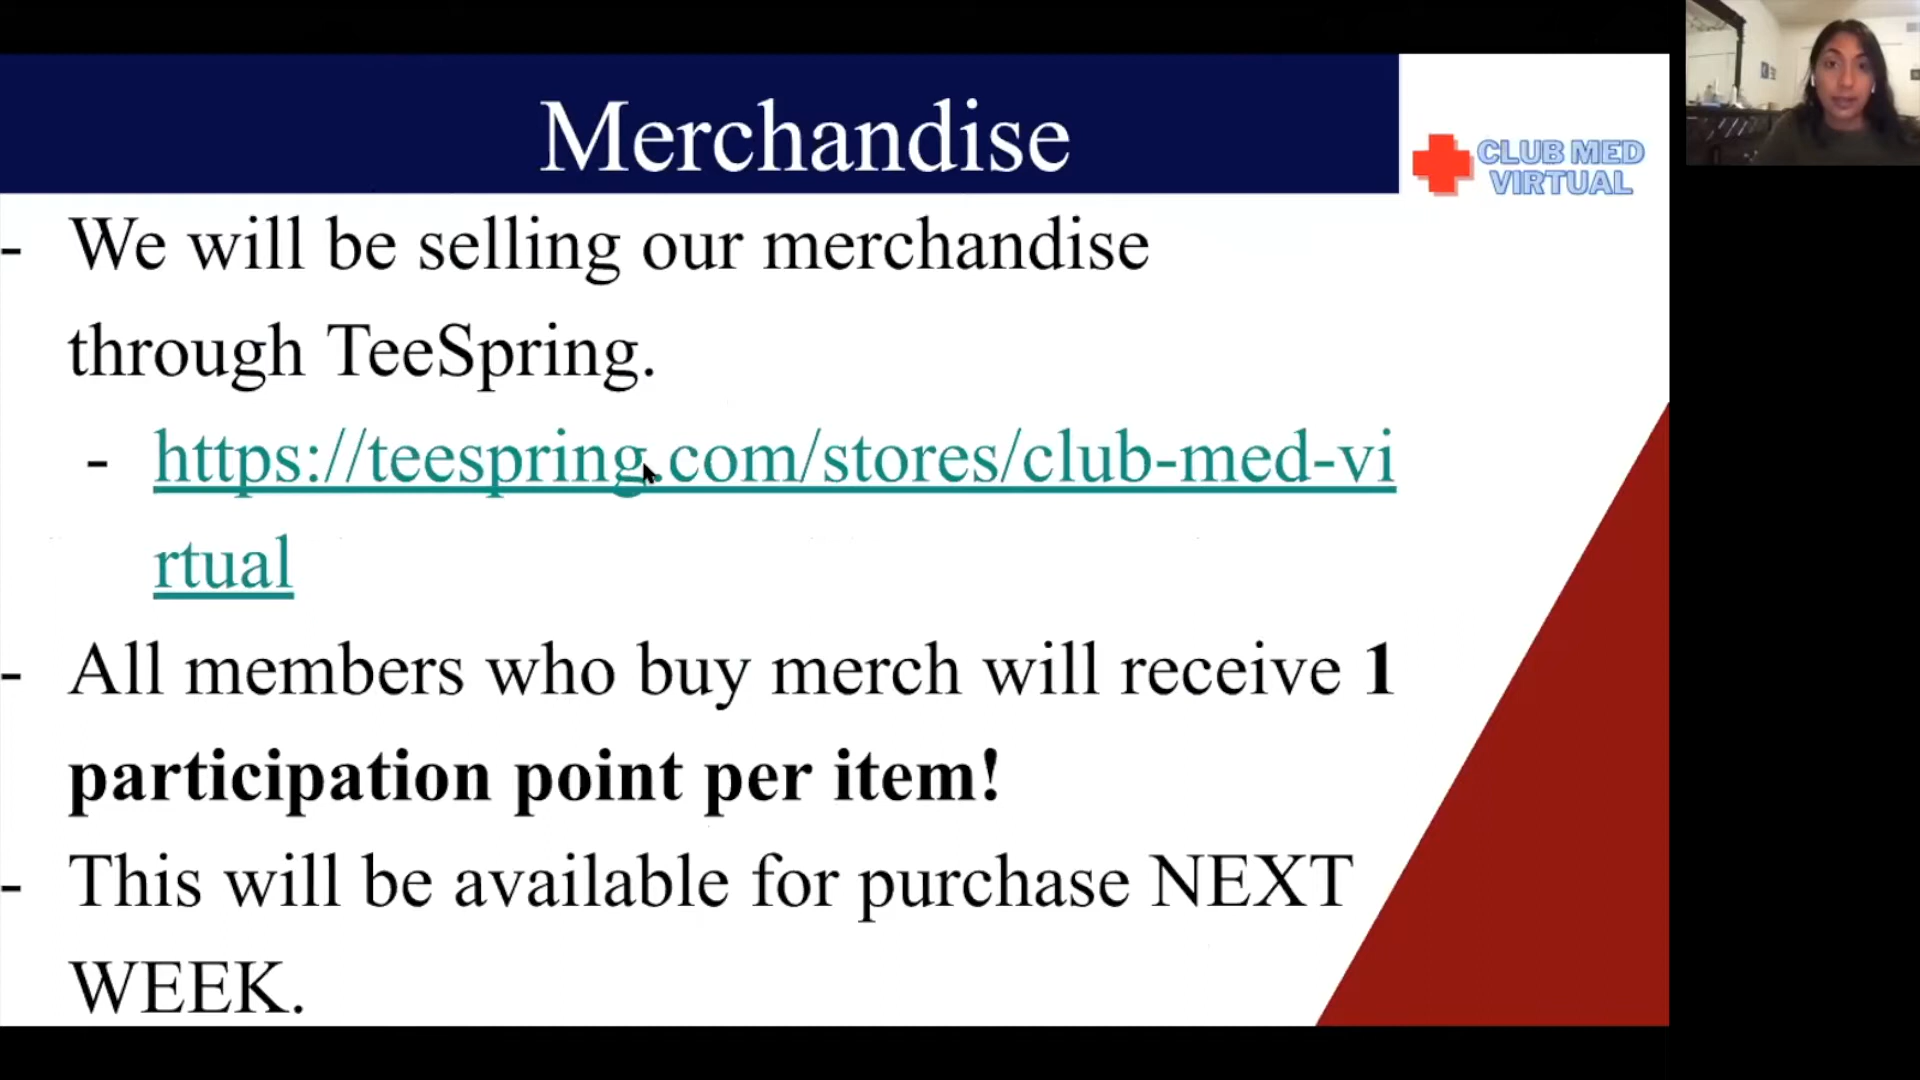 Merchandise
CLUB MED
VIRTUAL
- We will be selling our merchandise
through TeeSpring.
- https://teespring.com/stores/club-med-vi
rtual
- All members who buy merch will receive 1
participation point per item!
- This will be available for purchase NEXT
WEEK.